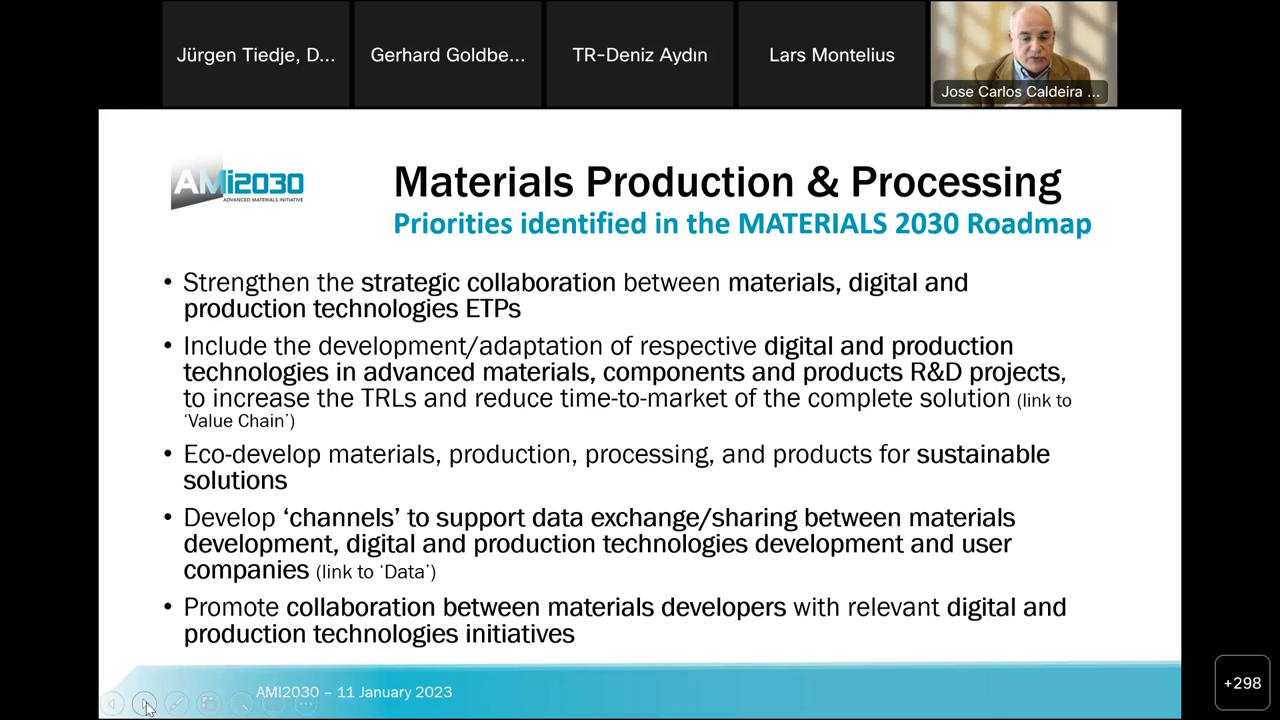 Jürgen Tiedje, D...
Gerhard Goldbe...
TR-Deniz Aydın
Lars Montelius
Jose Carlos Caldeira ...
AMi2030
ADVANCED MATERIALS INITIATIVE
Materials Production & Processing
Priorities identified in the MATERIALS 2030 Roadmap
• Strengthen the strategic collaboration between materials, digital and
production technologies ETPs
• Include the development/adaptation of respective digital and production
technologies in advanced materials, components and products R&D projects,
to increase the TRLs and reduce time-to-market of the complete solution (link to
‘Value Chain’)
• Eco-develop materials, production, processing, and products for sustainable
solutions
• Develop ‘channels’ to support data exchange/sharing between materials
development, digital and production technologies development and user
companies (link to ‘Data’)
• Promote collaboration between materials developers with relevant digital and
production technologies initiatives
AMI2030 – 11 January 2023
+298